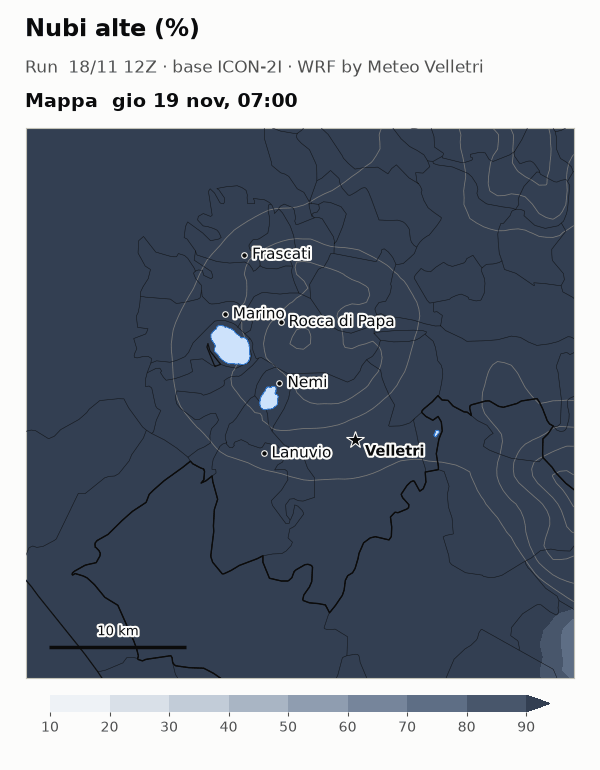 Nubi alte (%)
Run 18/11 12Z · base ICON-2I · WRF by Meteo Velletri
Mappa gio 19 nov, 07:00
Frascati
Marino
Rocca di Papa
Nemi
Velletri
Lanuvio
10 km
10 20 30 40 50 60 70 80 90